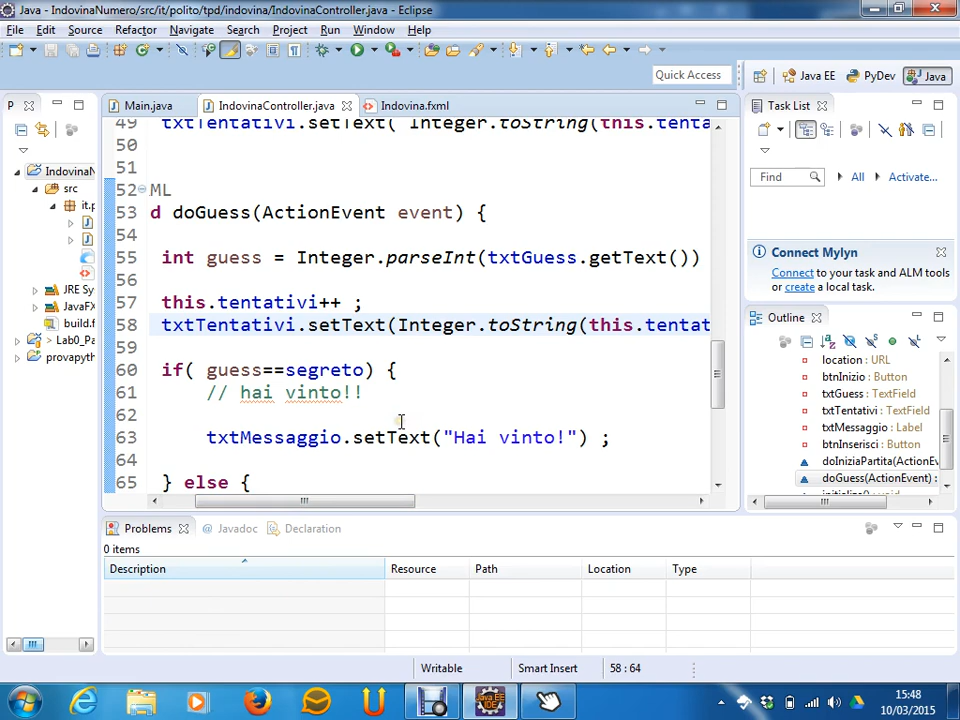 Java - IndovinaNumero/src/it/polito/tpd/indovina/IndovinaController.java - Eclipse
File Edit Source Refactor Navigate Search Project Run Window Help
Quick Access
Java EE PyDev Java
P
Main.java IndovinaController.java Indovina.fxml
Task List
Find All Activate...
IndovinaN
src
it.p
JRE Sy
JavaFX
build.f
> Lab0_Pa
provapyth
49 txtTentativi.setText( Integer.toString(this.tenta
50
51
52 ML
53 d doGuess(ActionEvent event) {
54
55 int guess = Integer.parseInt(txtGuess.getText())
56
57 this.tentativi++ ;
58 txtTentativi.setText(Integer.toString(this.tentat
59
60 if( guess==segreto) {
61 // hai vinto!!
62
63 txtMessaggio.setText("Hai vinto!") ;
64
65 } else {
Connect Mylyn
Connect to your task and ALM tools
or create a local task.
Outline
location : URL
btnInizio : Button
txtGuess : TextField
txtTentativi : TextField
txtMessaggio : Label
btnInserisci : Button
doIniziaPartita(ActionEv
doGuess(ActionEvent) :
Problems Javadoc Declaration
0 items
Description Resource Path Location Type
Writable Smart Insert 58 : 64
Java EE
IDE
15:48
10/03/2015